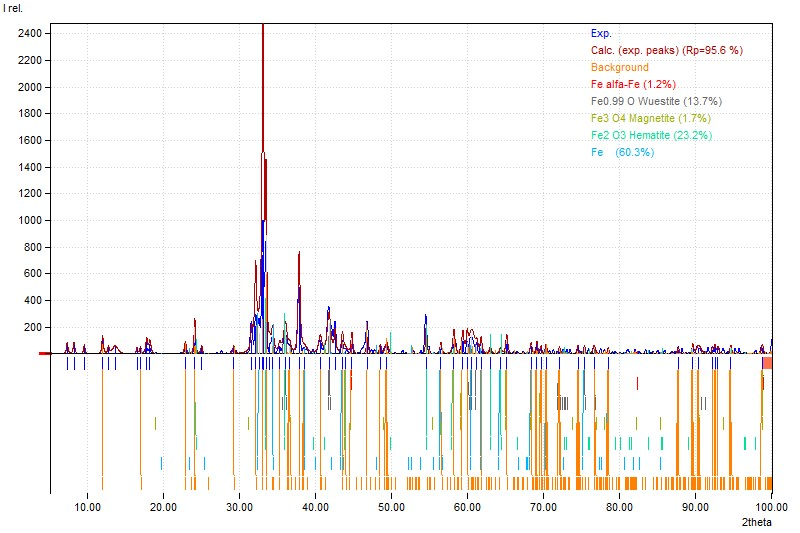 I rel.
2400
2200
2000
1800
1600
1400
1200
1000
800
600
400
200
Exp.
Calc. (exp. peaks) (Rp=95.6 %)
Background
Fe alfa-Fe (1.2%)
Fe0.99 O Wuestite (13.7%)
Fe3 O4 Magnetite (1.7%)
Fe2 O3 Hematite (23.2%)
Fe (60.3%)
10.00 20.00 30.00 40.00 50.00 60.00 70.00 80.00 90.00 100.00
2theta